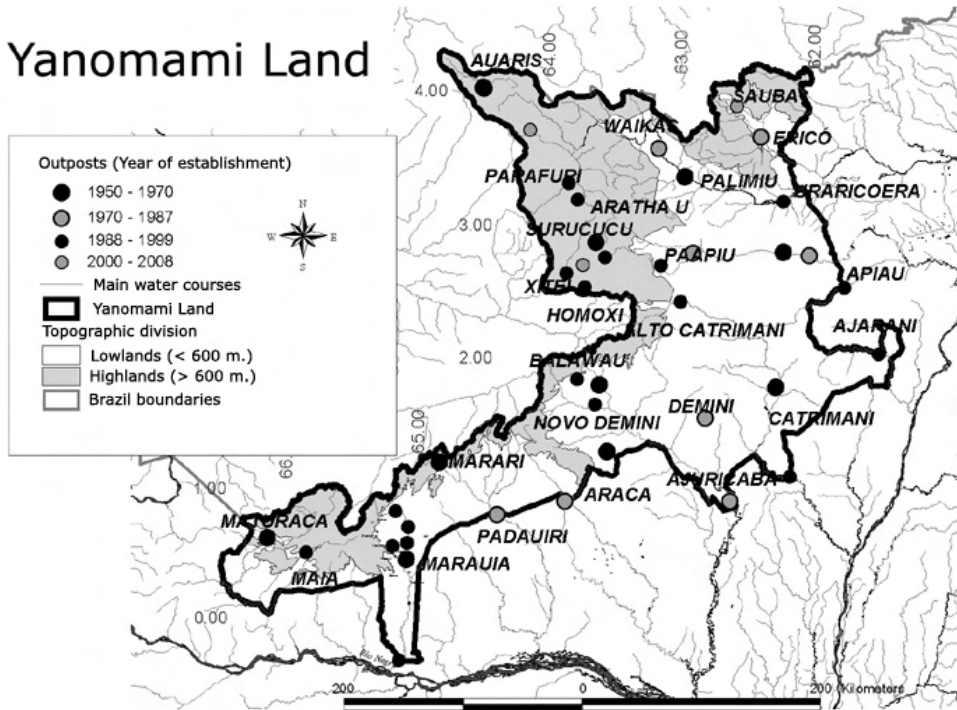 Yanomami Land
Outposts (Year of establishment)
1950 - 1970
1970 - 1987
1988 - 1999
2000 - 2008
Main water courses
Yanomami Land
Topographic division
Lowlands (< 600 m.)
Highlands (> 600 m.)
Brazil boundaries
N
W
E
S
64.00
63.00
62.00
4.00
3.00
2.00
1.00
0.00
65.00
66
AUARIS
SAUBA
WAIKAS
ERICÓ
PARAFURI
PALIMIU
ARATHA U
SURUCUCU
PAAPIU
APIAU
XITEI
HOMOXI
ALTO CATRIMANI
AJARANI
BALAWAU
NOVO DEMINI
DEMINI
CATRIMANI
MARARI
ARACA
AJURICABA
MATURACA
PADAUIRI
MAIA
MARAUIA
200
0
200 Kilometers